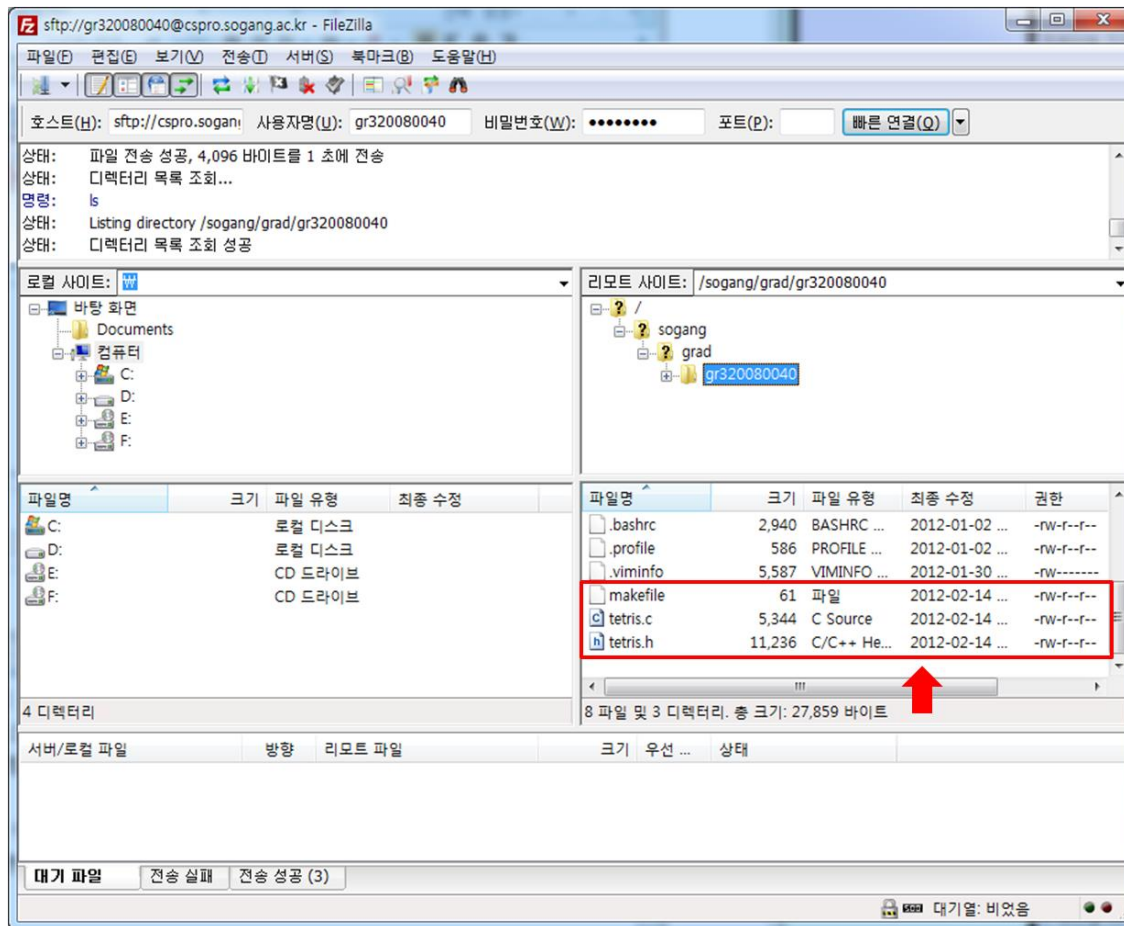 sftp://gr320080040@cspro.sogang.ac.kr - FileZilla
파일(F) 편집(E) 보기(V) 전송(T) 서버(S) 북마크(B) 도움말(H)
호스트(H): sftp://cspro.sogang 사용자명(U): gr320080040 비밀번호(W): ●●●●●●●● 포트(P): 빠른 연결(Q)
상태: 파일 전송 성공, 4,096 바이트를 1 초에 전송
상태: 디렉터리 목록 조회...
명령: ls
상태: Listing directory /sogang/grad/gr320080040
상태: 디렉터리 목록 조회 성공
로컬 사이트: ₩
바탕 화면
Documents
컴퓨터
C:
D:
E:
F:
리모트 사이트: /sogang/grad/gr320080040
/
sogang
grad
gr320080040
파일명 크기 파일 유형 최종 수정
C: 로컬 디스크
D: 로컬 디스크
E: CD 드라이브
F: CD 드라이브
4 디렉터리
파일명 크기 파일 유형 최종 수정 권한
.bashrc 2,940 BASHRC ... 2012-01-02 ... -rw-r--r--
.profile 586 PROFILE ... 2012-01-02 ... -rw-r--r--
.viminfo 5,587 VIMINFO ... 2012-01-30 ... -rw-------
makefile 61 파일 2012-02-14 ... -rw-r--r--
tetris.c 5,344 C Source 2012-02-14 ... -rw-r--r--
tetris.h 11,236 C/C++ He... 2012-02-14 ... -rw-r--r--
8 파일 및 3 디렉터리. 총 크기: 27,859 바이트
서버/로컬 파일 방향 리모트 파일 크기 우선 ... 상태
대기 파일 전송 실패 전송 성공 (3)
대기열: 비었음